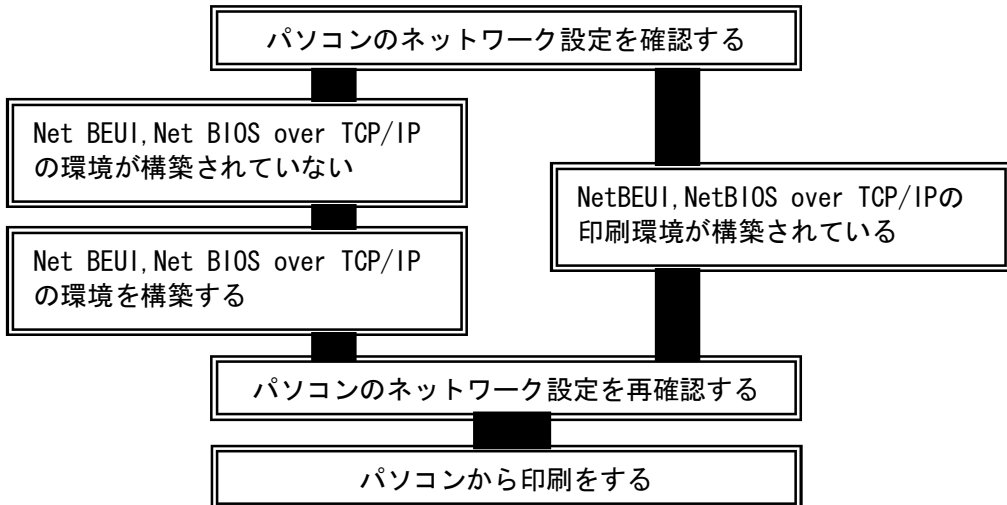 パソコンのネットワーク設定を確認する
Net BEUI,Net BIOS over TCP/IP
の環境が構築されていない
NetBEUI,NetBIOS over TCP/IPの
印刷環境が構築されている
Net BEUI,Net BIOS over TCP/IP
の環境を構築する
パソコンのネットワーク設定を再確認する
パソコンから印刷をする